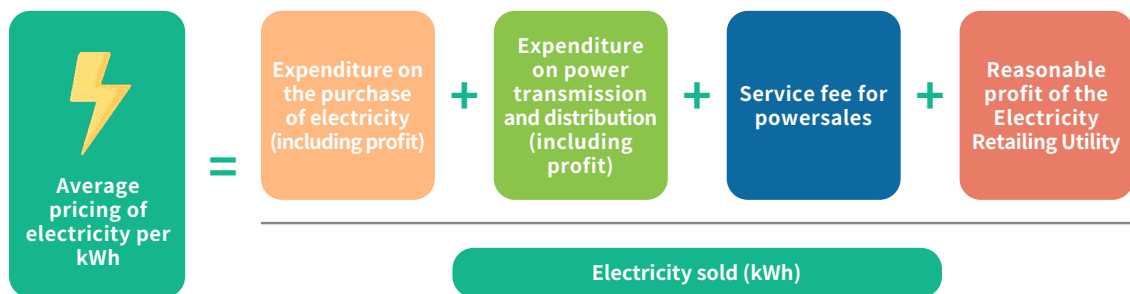 Average
pricing of
electricity per
kWh
=
Expenditure on
the purchase
of electricity
(including profit)
+
Expenditure
on power
transmission
and distribution
(including
profit)
+
Service fee for
powersales
+
Reasonable
profit of the
Electricity
Retailing Utility
Electricity sold (kWh)